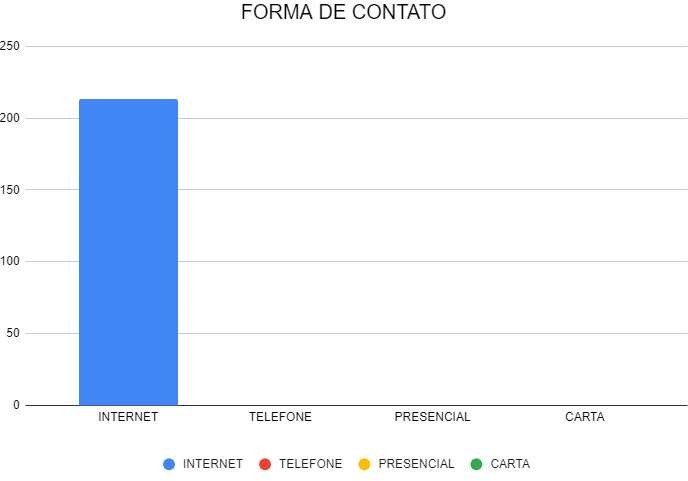 FORMA DE CONTATO
250
200
150
100
50
0
INTERNET TELEFONE PRESENCIAL CARTA
INTERNET TELEFONE PRESENCIAL CARTA